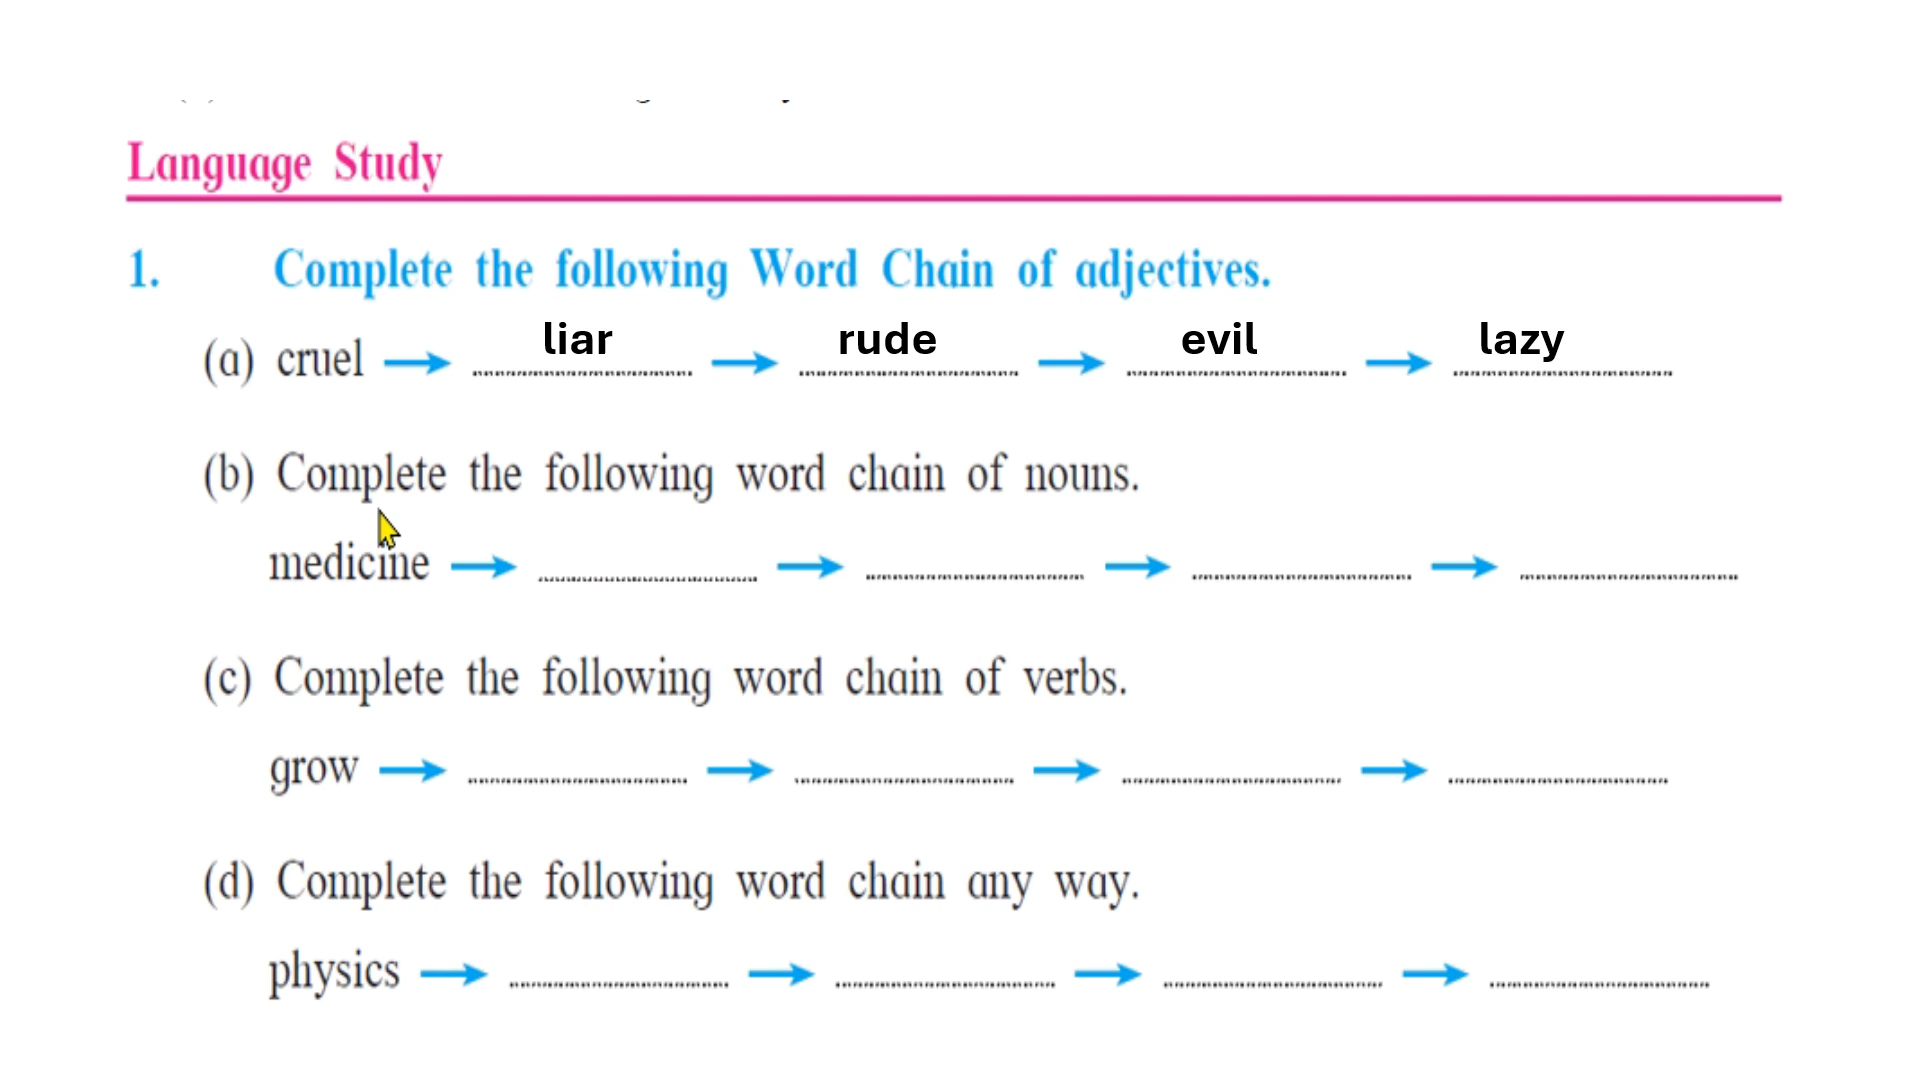 Language Study
1. Complete the following Word Chain of adjectives.
(a) cruel → liar → rude → evil → lazy
(b) Complete the following word chain of nouns.
medicine → .................... → .................... → .................... → ....................
(c) Complete the following word chain of verbs.
grow → .................... → .................... → .................... → ....................
(d) Complete the following word chain any way.
physics → .................... → .................... → .................... → ....................